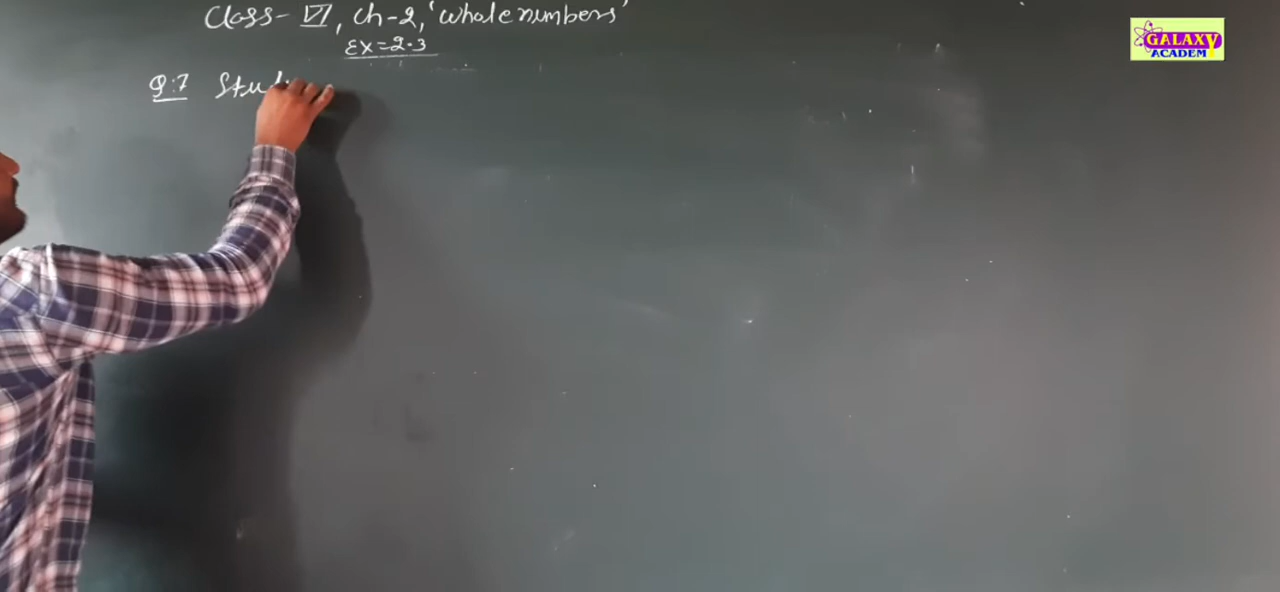 Class- VI, Ch-2, 'Whole numbers'
Ex=2.3
Q:7 Stud
GALAXY
ACADEM